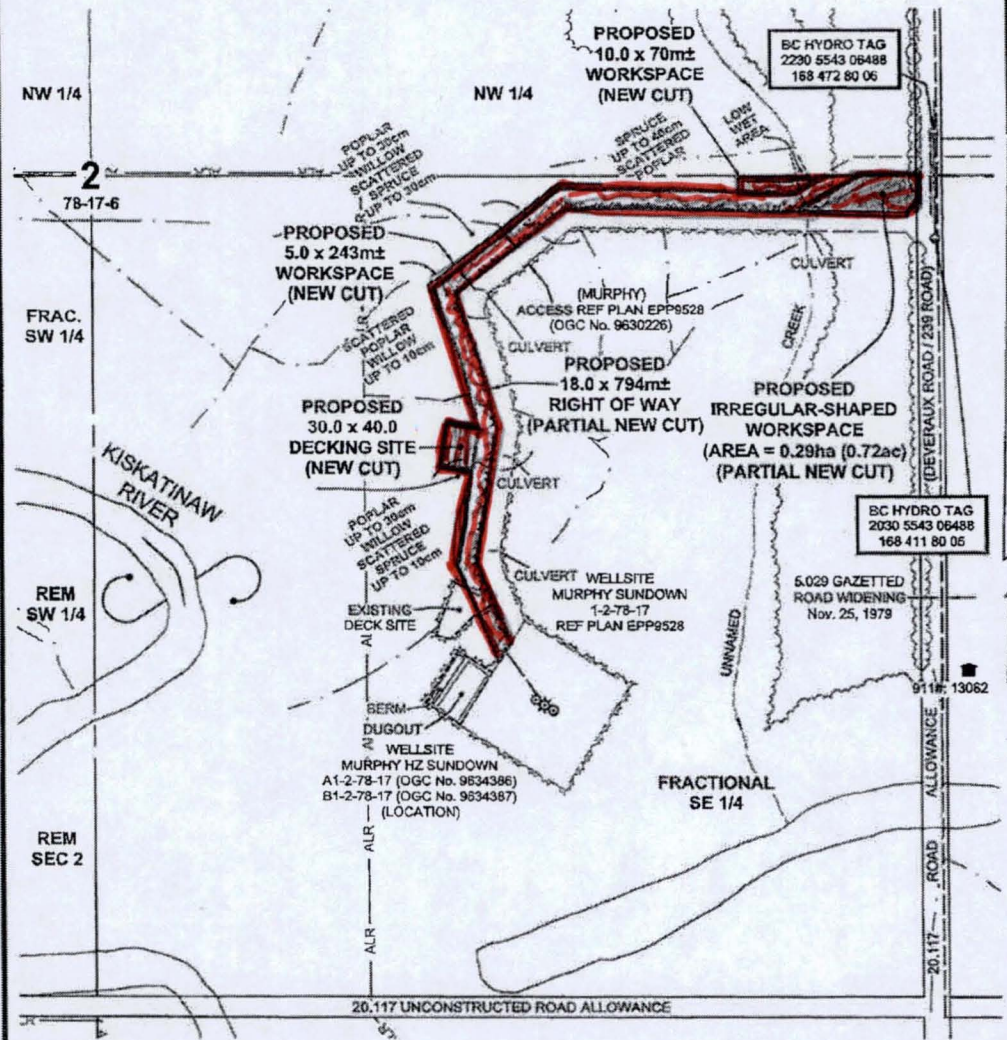 PROPOSED
10.0 x 70m±
WORKSPACE
(NEW CUT)
BC HYDRO TAG
2230 5543 06488
168 472 80 06
NW 1/4
NW 1/4
LOW
WET
AREA
POPLAR
UP TO 30cm
WILLOW
SCATTERED
SPRUCE
UP TO 30cm
SPRUCE
UP TO 40cm
SCATTERED
POPLAR
2
78-17-6
PROPOSED
5.0 x 243m±
WORKSPACE
(NEW CUT)
CULVERT
(MURPHY)
ACCESS REF PLAN EPP9528
(OGC No. 9630226)
FRAC.
SW 1/4
ALR
SCATTERED
POPLAR
WILLOW
UP TO 10cm
CULVERT
CREEK
(DEVERAUX ROAD / 239 ROAD)
PROPOSED
18.0 x 794m±
RIGHT OF WAY
(PARTIAL NEW CUT)
PROPOSED
IRREGULAR-SHAPED
WORKSPACE
(AREA = 0.29ha (0.72ac)
(PARTIAL NEW CUT)
PROPOSED
30.0 x 40.0
DECKING SITE
(NEW CUT)
KISKATINAW
RIVER
CULVERT
BC HYDRO TAG
2030 5543 06488
168 411 80 05
POPLAR
UP TO 30cm
WILLOW
SCATTERED
SPRUCE
UP TO 10cm
CULVERT
WELLSITE
MURPHY SUNDOWN
1-2-78-17
REF PLAN EPP9528
5.029 GAZETTED
ROAD WIDENING
Nov. 25, 1979
REM
SW 1/4
EXISTING
DECK SITE
UNNAMED
911#: 13062
BERM
DUGOUT
WELLSITE
MURPHY HZ SUNDOWN
A1-2-78-17 (OGC No. 9634386)
B1-2-78-17 (OGC No. 9634387)
(LOCATION)
FRACTIONAL
SE 1/4
REM
SEC 2
ALR
ALR
20.117 ROAD ALLOWANCE
20.117 UNCONSTRUCTED ROAD ALLOWANCE
ALR